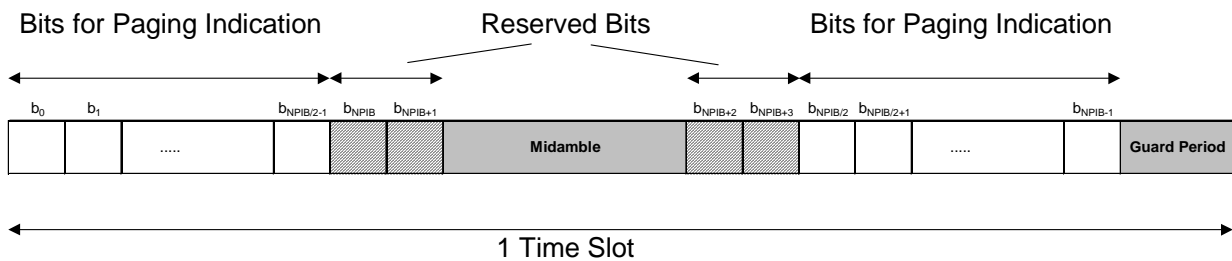 Bits for Paging Indication Reserved Bits Bits for Paging Indication
b0 b1 bNPIB/2-1 bNPIB bNPIB+1 bNPIB+2 bNPIB+3 bNPIB/2 bNPIB/2+1 bNPIB-1
..... Midamble ..... Guard Period
1 Time Slot